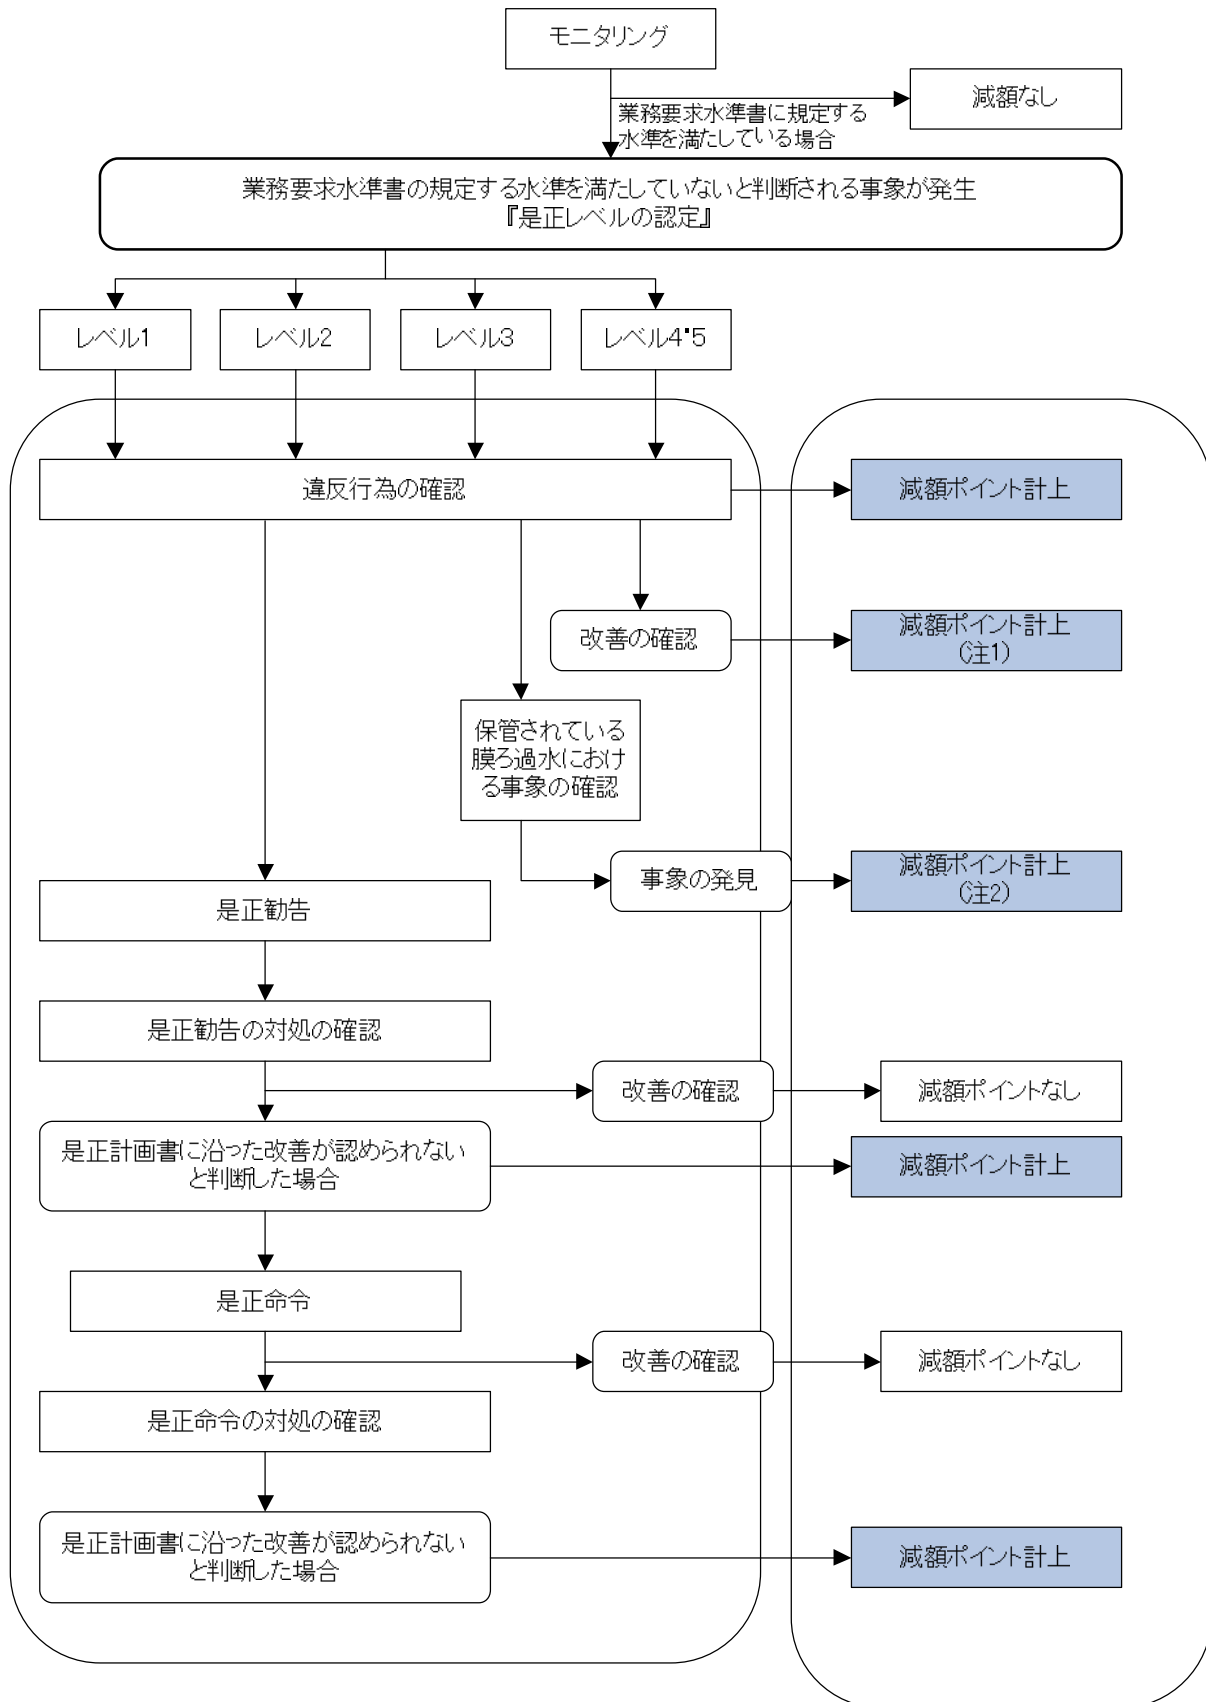 モニタリング
減額なし
業務要求水準書に規定する
水準を満たしている場合
業務要求水準書の規定する水準を満たしていないと判断される事象が発生
『是正レベルの認定』
レベル1
レベル2
レベル3
レベル4・5
違反行為の確認
減額ポイント計上
改善の確認
減額ポイント計上
（注1）
保管されている
膜ろ過水におけ
る事象の確認
事象の発見
減額ポイント計上
（注2）
是正勧告
是正勧告の対処の確認
改善の確認
減額ポイントなし
是正計画書に沿った改善が認められない
と判断した場合
減額ポイント計上
是正命令
改善の確認
減額ポイントなし
是正命令の対処の確認
是正計画書に沿った改善が認められない
と判断した場合
減額ポイント計上